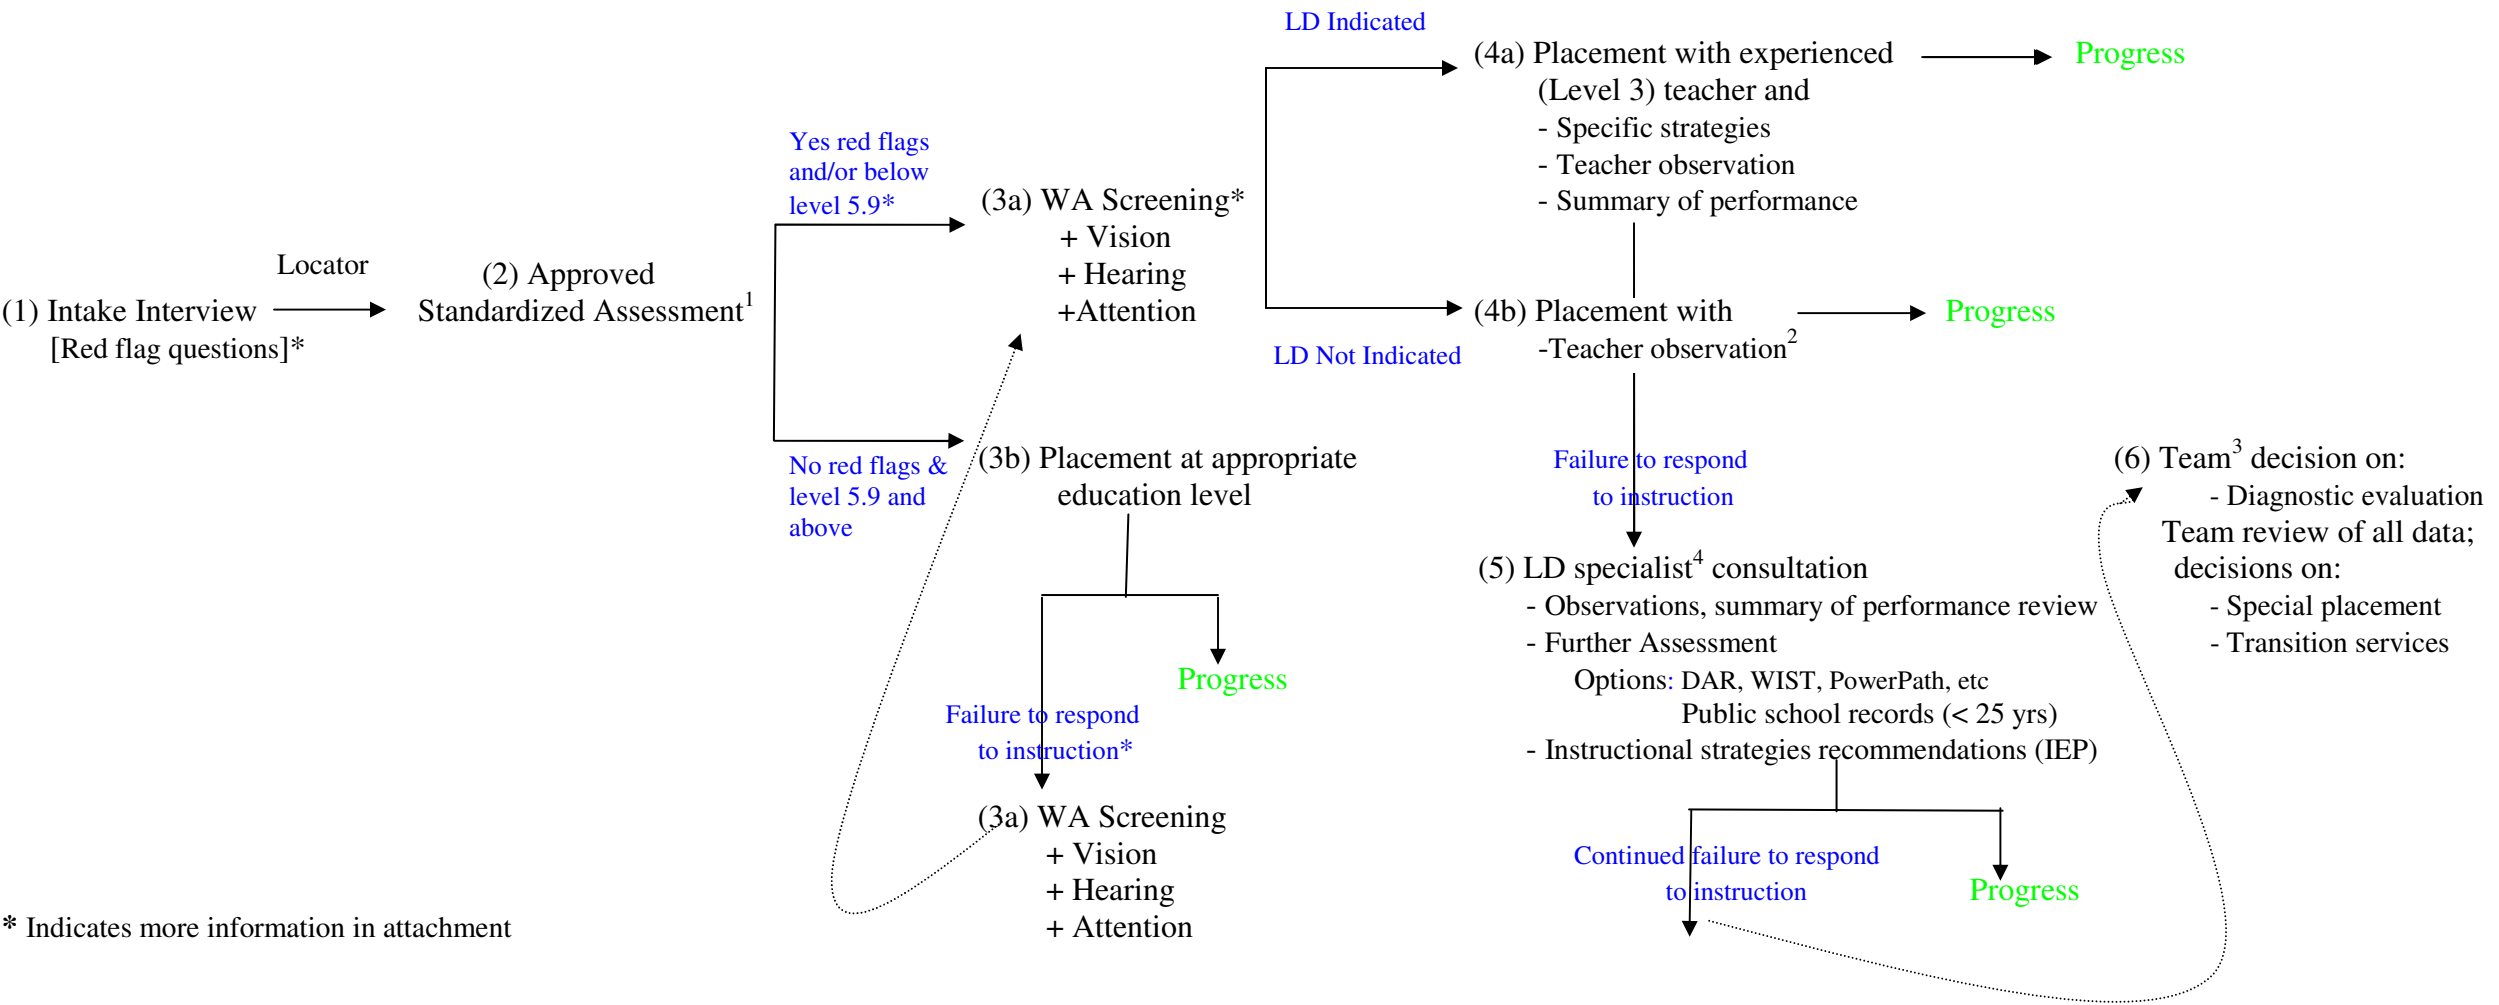 (1) Intake Interview
[Red flag questions]*
Locator
(2) Approved
Standardized Assessment1
Yes red flags
and/or below
level 5.9*
No red flags &
level 5.9 and
above
(3a) WA Screening*
+ Vision
+ Hearing
+Attention
(3b) Placement at appropriate
education level
Progress
Failure to respond
to instruction*
(3a) WA Screening
+ Vision
+ Hearing
+ Attention
LD Indicated
LD Not Indicated
(4a) Placement with experienced
(Level 3) teacher and
- Specific strategies
- Teacher observation
- Summary of performance
Progress
(4b) Placement with
-Teacher observation2
Progress
Failure to respond
to instruction
(5) LD specialist4 consultation
- Observations, summary of performance review
- Further Assessment
Options: DAR, WIST, PowerPath, etc
Public school records (< 25 yrs)
- Instructional strategies recommendations (IEP)
Continued failure to respond
to instruction
Progress
(6) Team3 decision on:
- Diagnostic evaluation
Team review of all data;
decisions on:
- Special placement
- Transition services
* Indicates more information in attachment